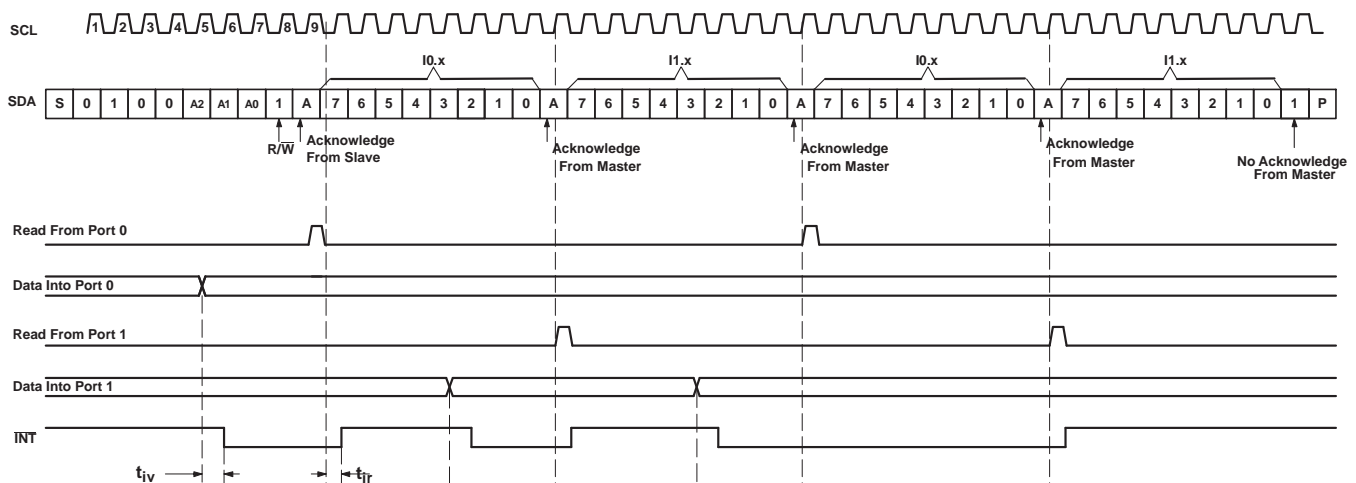 SCL 1 2 3 4 5 6 7 8 9
I0.x I1.x I0.x I1.x
SDA S 0 1 0 0 A2 A1 A0 1 A 7 6 5 4 3 2 1 0 A 7 6 5 4 3 2 1 0 A 7 6 5 4 3 2 1 0 A 7 6 5 4 3 2 1 0 1 P
R/W
Acknowledge
From Slave
Acknowledge
From Master
Acknowledge
From Master
Acknowledge
From Master
No Acknowledge
From Master
Read From Port 0
Data Into Port 0
Read From Port 1
Data Into Port 1
INT
tiv tir